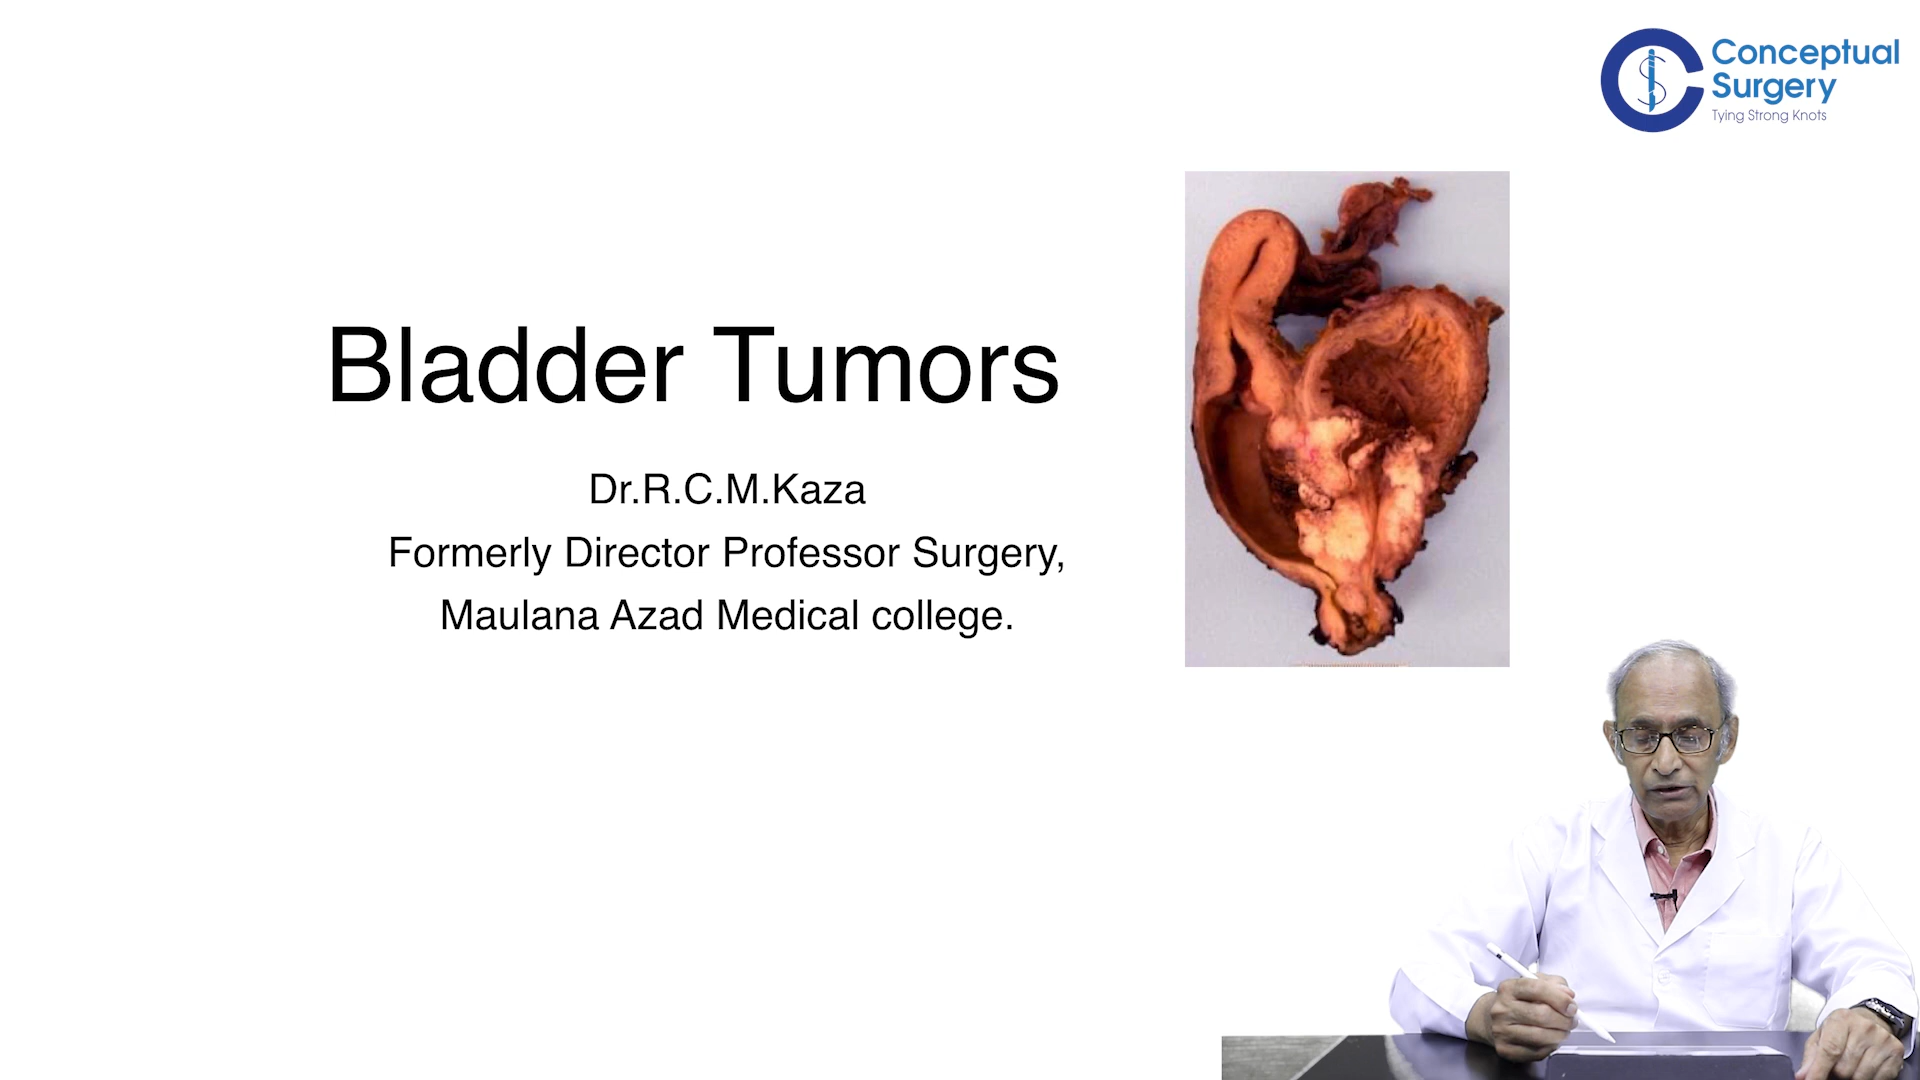 Conceptual
Surgery
Tying Strong Knots
Bladder Tumors
Dr.R.C.M.Kaza
Formerly Director Professor Surgery,
Maulana Azad Medical college.